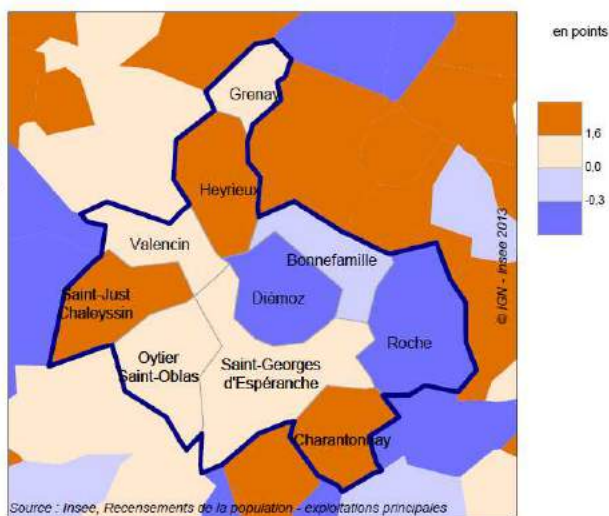 en points
1,6
0,0
-0,3
Grenay
Heyrieux
Valencin
Bonnefamille
Saint-Just
Chaleyssin
Diémoz
Roche
Oytier
Saint-Oblas
Saint-Georges
d'Espéranche
Charantonnay
© IGN - Insee 2013
Source : Insee, Recensements de la population - exploitations principales